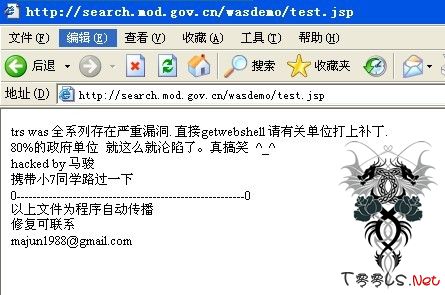 http://search.mod.gov.cn/wasdemo/test.jsp
文件(F) 编辑(E) 查看(V) 收藏(A) 工具(T) 帮助(H)
后退 搜索 收藏夹
地址(D) http://search.mod.gov.cn/wasdemo/test.jsp
trs was 全系列存在严重漏洞. 直接getwebshell 请有关单位打上补丁.
80%的政府单位 就这么就沦陷了。真搞笑 ^_^
hacked by 马骏
携带小7同学路过一下
0---------------------------------------------------------0
以上文件为程序自动传播
修复可联系
majun1988@gmail.com
T00LS.Net